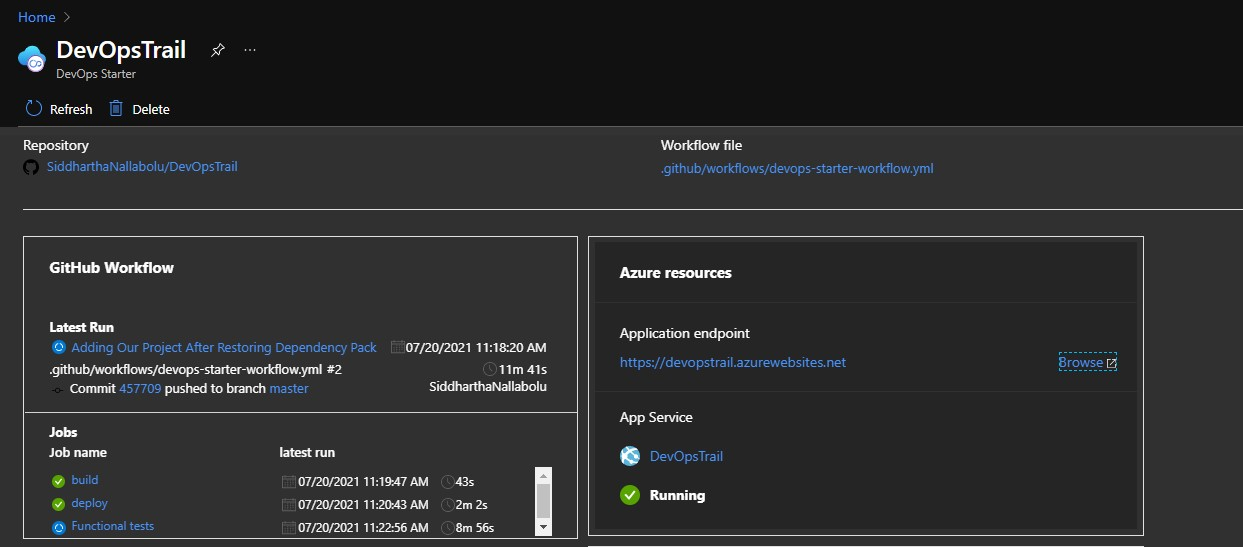 Home >
DevOpsTrail ...
DevOps Starter
Refresh Delete
Repository
SiddharthaNallabolu/DevOpsTrail
Workflow file
.github/workflows/devops-starter-workflow.yml
GitHub Workflow
Latest Run
Adding Our Project After Restoring Dependency Pack 07/20/2021 11:18:20 AM
.github/workflows/devops-starter-workflow.yml #2 11m 41s
Commit 457709 pushed to branch master SiddharthaNallabolu
Jobs
Job name latest run
build 07/20/2021 11:19:47 AM 43s
deploy 07/20/2021 11:20:43 AM 2m 2s
Functional tests 07/20/2021 11:22:56 AM 8m 56s
Azure resources
Application endpoint
https://devopstrail.azurewebsites.net Browse
App Service
DevOpsTrail
Running